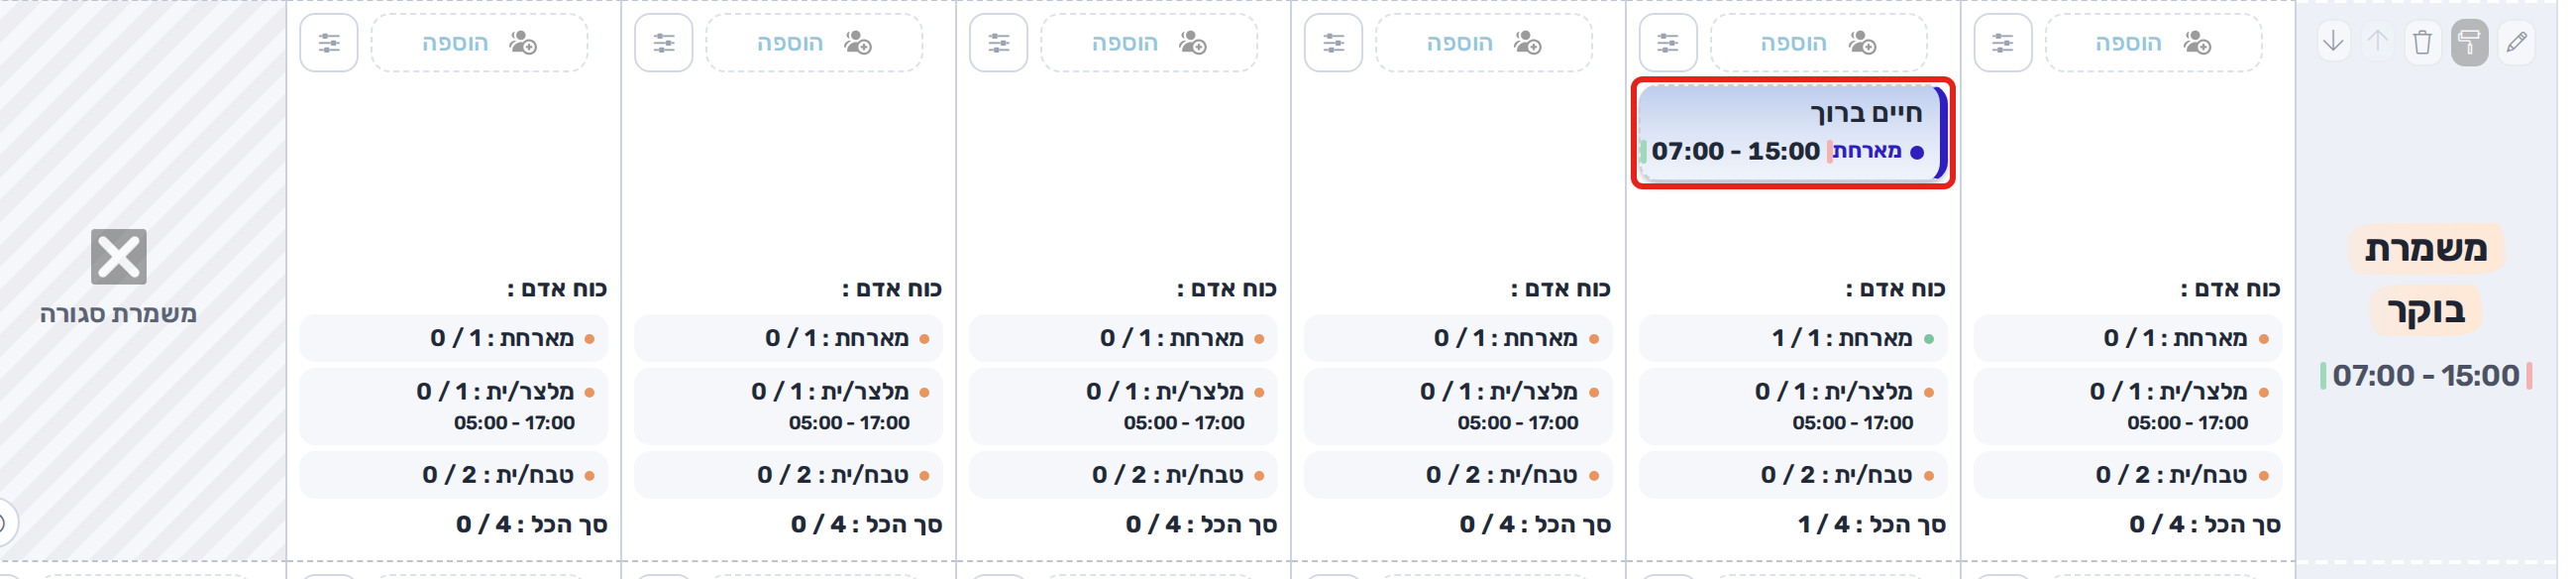 משמרת
בוקר
07:00 - 15:00
הוספה
כוח אדם :
מארחת : 1 / 0
מלצר/ית : 1 / 0
05:00 - 17:00
טבח/ית : 2 / 0
סך הכל : 4 / 0
הוספה
חיים ברוך
מארחת 07:00 - 15:00
כוח אדם :
מארחת : 1 / 1
מלצר/ית : 1 / 0
05:00 - 17:00
טבח/ית : 2 / 0
סך הכל : 4 / 1
הוספה
כוח אדם :
מארחת : 1 / 0
מלצר/ית : 1 / 0
05:00 - 17:00
טבח/ית : 2 / 0
סך הכל : 4 / 0
הוספה
כוח אדם :
מארחת : 1 / 0
מלצר/ית : 1 / 0
05:00 - 17:00
טבח/ית : 2 / 0
סך הכל : 4 / 0
הוספה
כוח אדם :
מארחת : 1 / 0
מלצר/ית : 1 / 0
05:00 - 17:00
טבח/ית : 2 / 0
סך הכל : 4 / 0
הוספה
כוח אדם :
מארחת : 1 / 0
מלצר/ית : 1 / 0
05:00 - 17:00
טבח/ית : 2 / 0
סך הכל : 4 / 0
משמרת סגורה